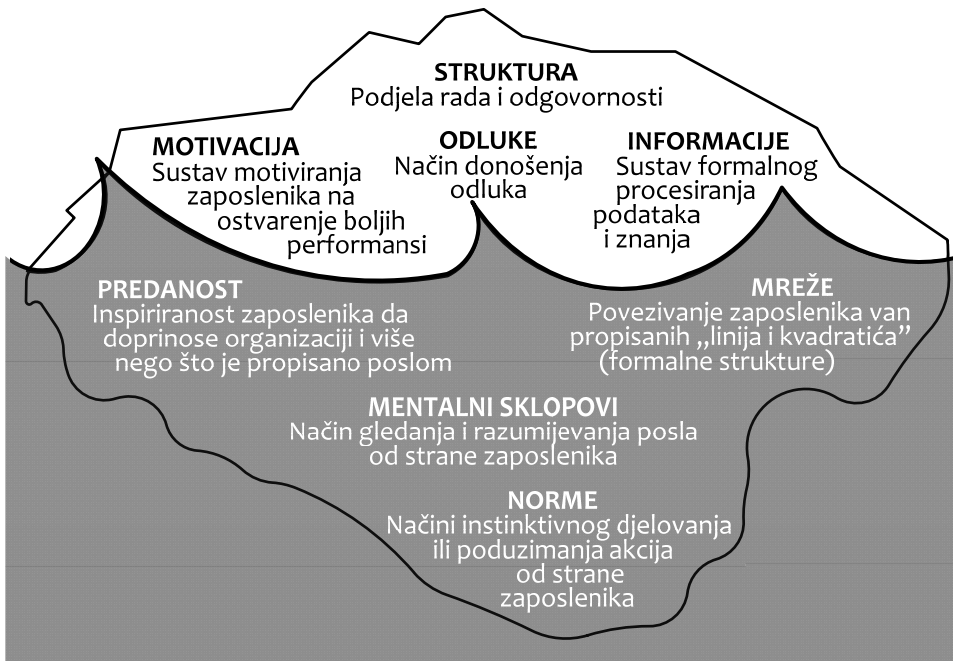 STRUKTURA
Podjela rada i odgovornosti
MOTIVACIJA
Sustav motiviranja
zaposlenika na
ostvarenje boljih
performansi
ODLUKE
Način donošenja
odluka
INFORMACIJE
Sustav formalnog
procesiranja
podataka
i znanja
PREDANOST
Inspiriranost zaposlenika da
doprinose organizaciji i više
nego što je propisano poslom
MREŽE
Povezivanje zaposlenika van
propisanih „linija i kvadratića”
(formalne strukture)
MENTALNI SKLOPOVI
Način gledanja i razumijevanja posla
od strane zaposlenika
NORME
Načini instinktivnog djelovanja
ili poduzimanja akcija
od strane
zaposlenika